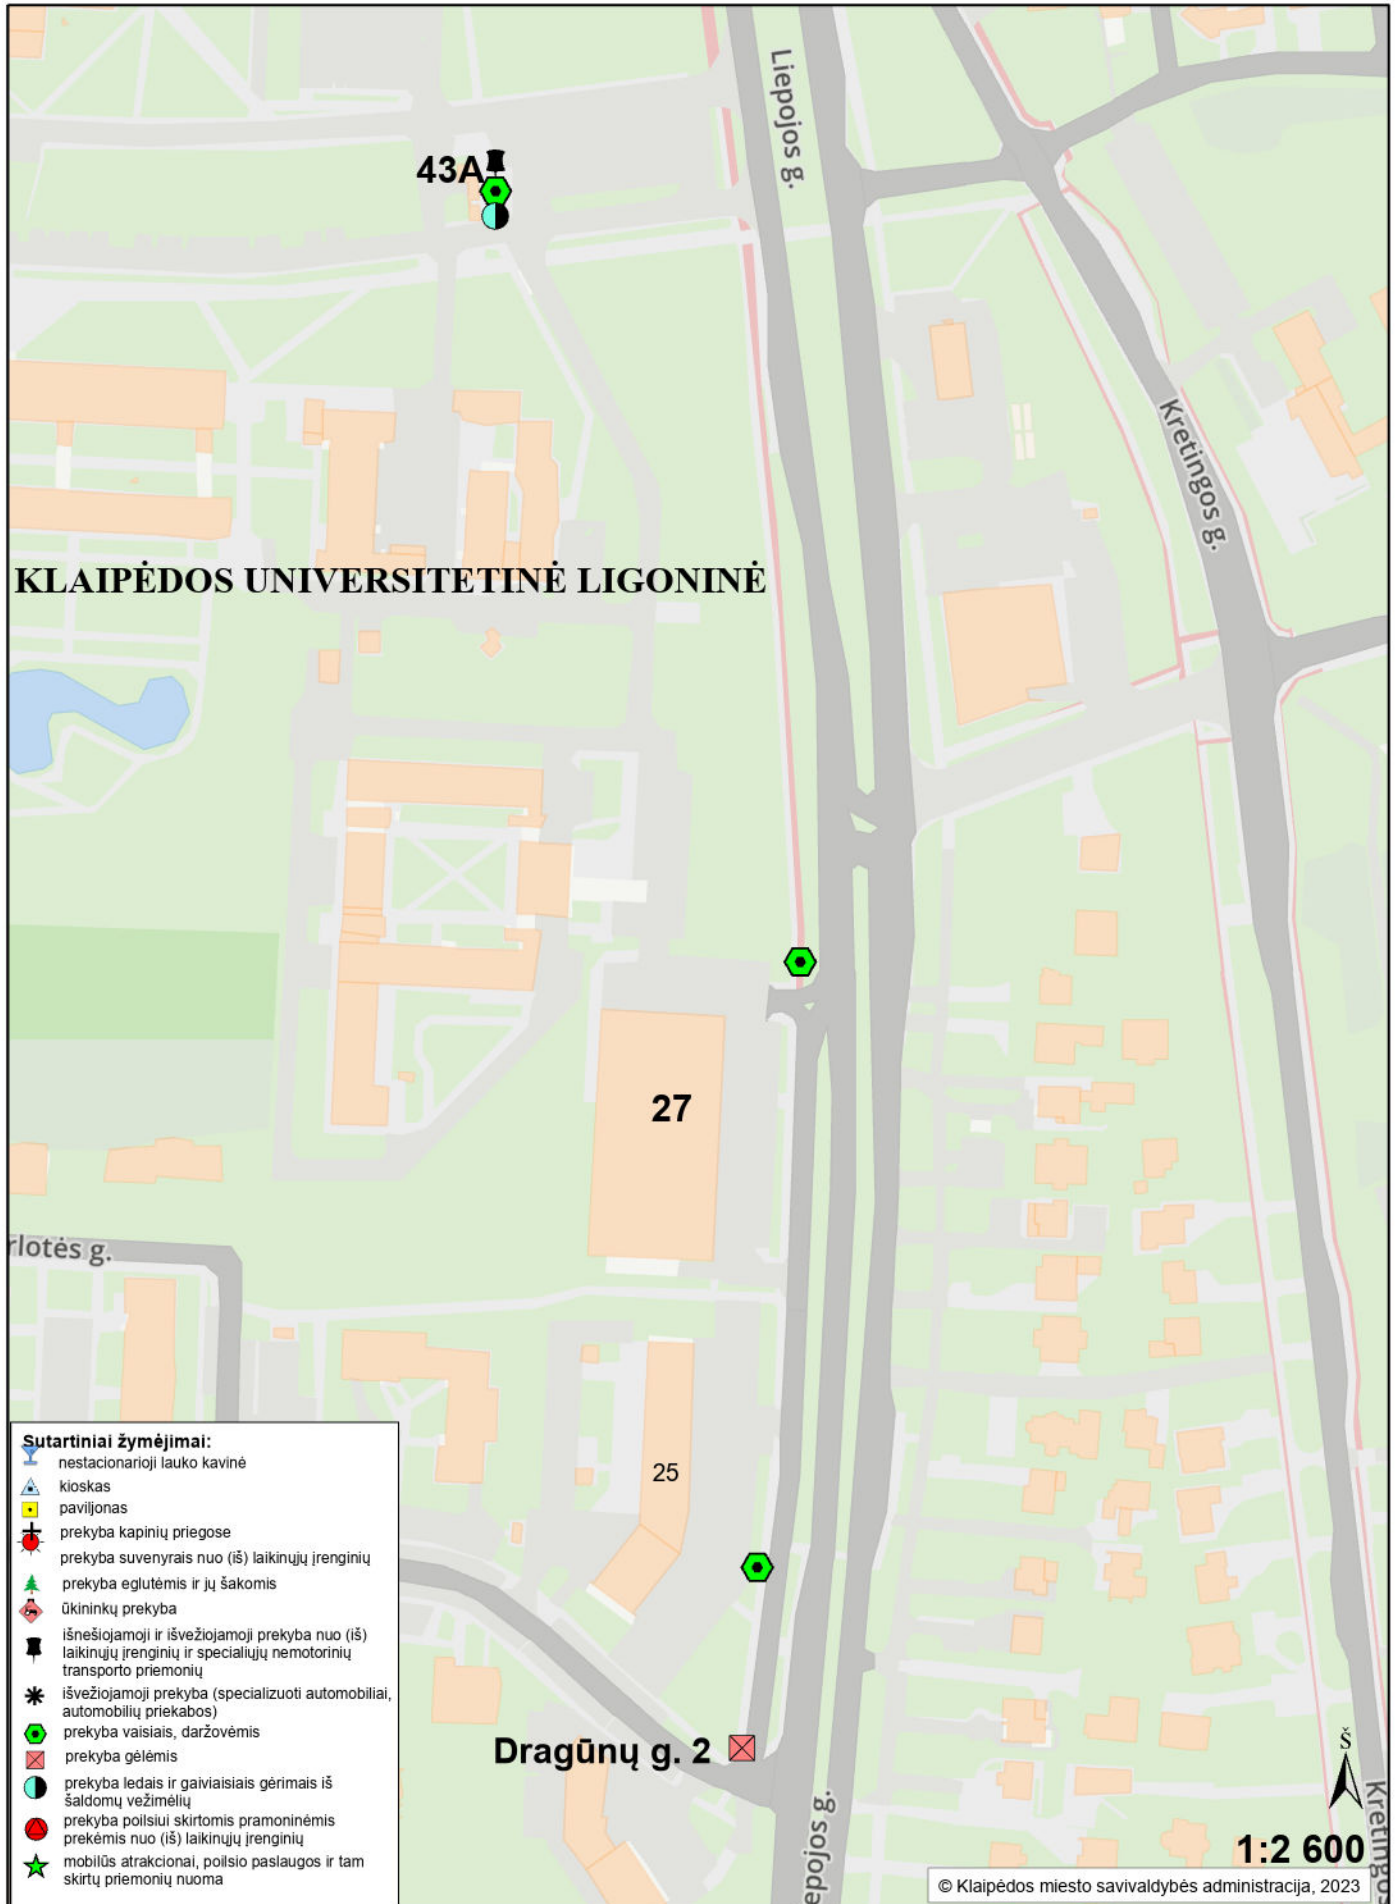 Liepojos g.
43A
Kretingos g.
KLAIPĖDOS UNIVERSITETINĖ LIGONINĖ
27
rlotės g.
25
Sutartiniai žymėjimai:
nestacionarioji lauko kavinė
kioskas
paviljonas
prekyba kapinių priegose
prekyba suvenyrais nuo (iš) laikinųjų įrenginių
prekyba eglutėmis ir jų šakomis
ūkininkų prekyba
išnešiojamoji ir išvežiojamoji prekyba nuo (iš)
laikinųjų įrenginių ir specialiųjų nemotorinių
transporto priemonių
išvežiojamoji prekyba (specializuoti automobiliai,
automobilių priekabos)
prekyba vaisiais, daržovėmis
prekyba gėlėmis
prekyba ledais ir gaiviaisiais gėrimais iš
šaldomų vežimėlių
prekyba poilsiui skirtomis pramoninėmis
prekėmis nuo (iš) laikinųjų įrenginių
mobilūs atrakcionai, poilsio paslaugos ir tam
skirtų priemonių nuoma
Dragūnų g. 2
epojos g.
Š
Kretingo
1:2 600
© Klaipėdos miesto savivaldybės administracija, 2023